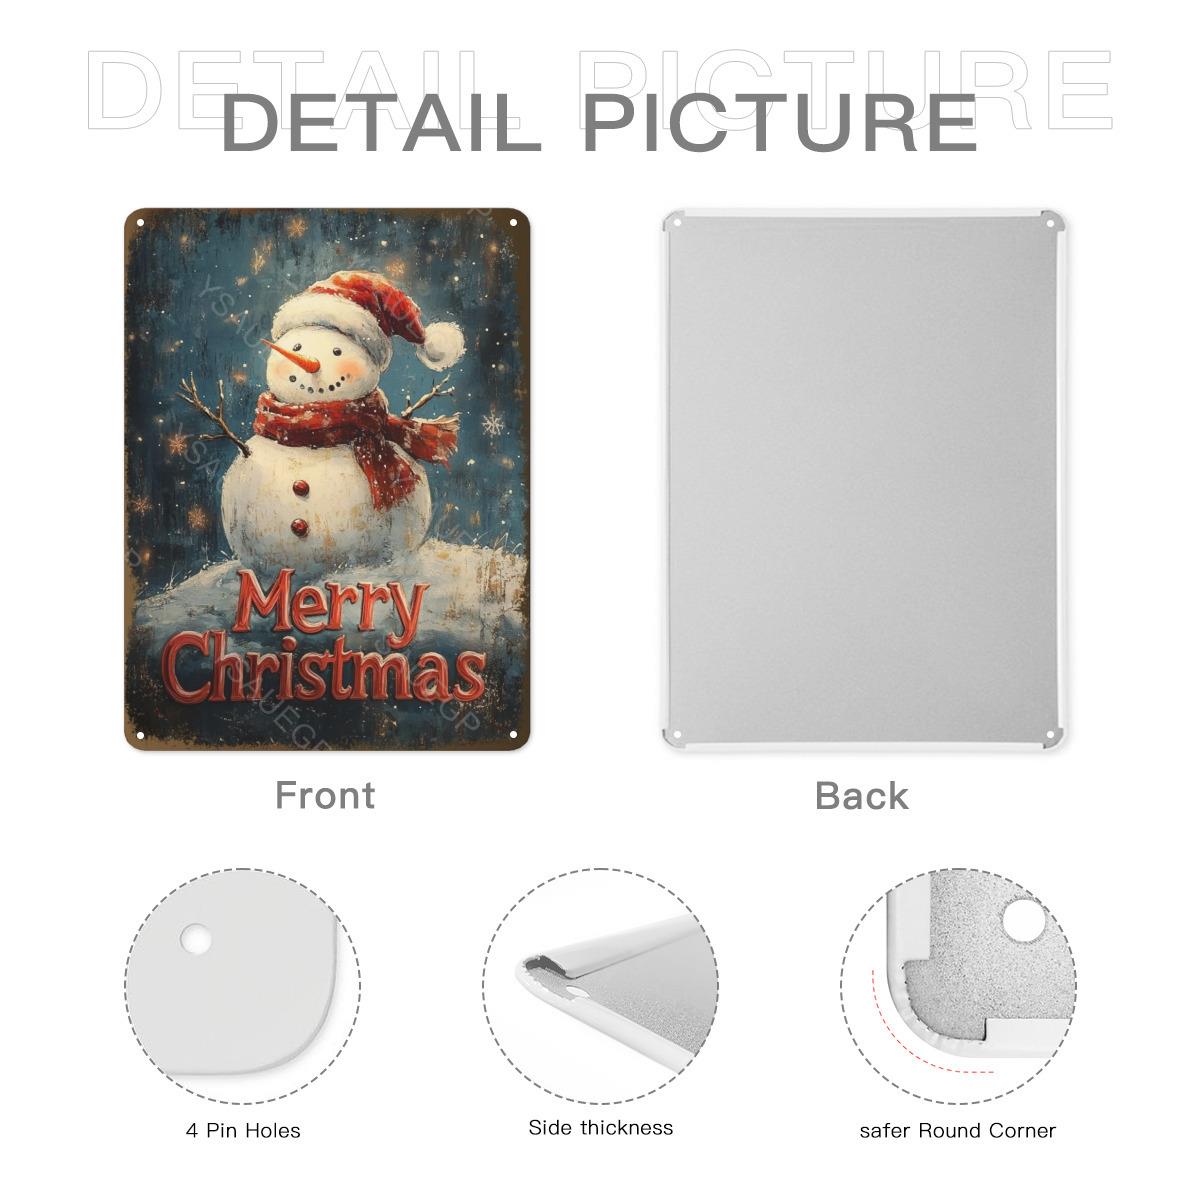 DETAIL PICTURE
DETAIL PICTURE
Merry
Christmas
Front
Back
4 Pin Holes
Side thickness
safer Round Corner